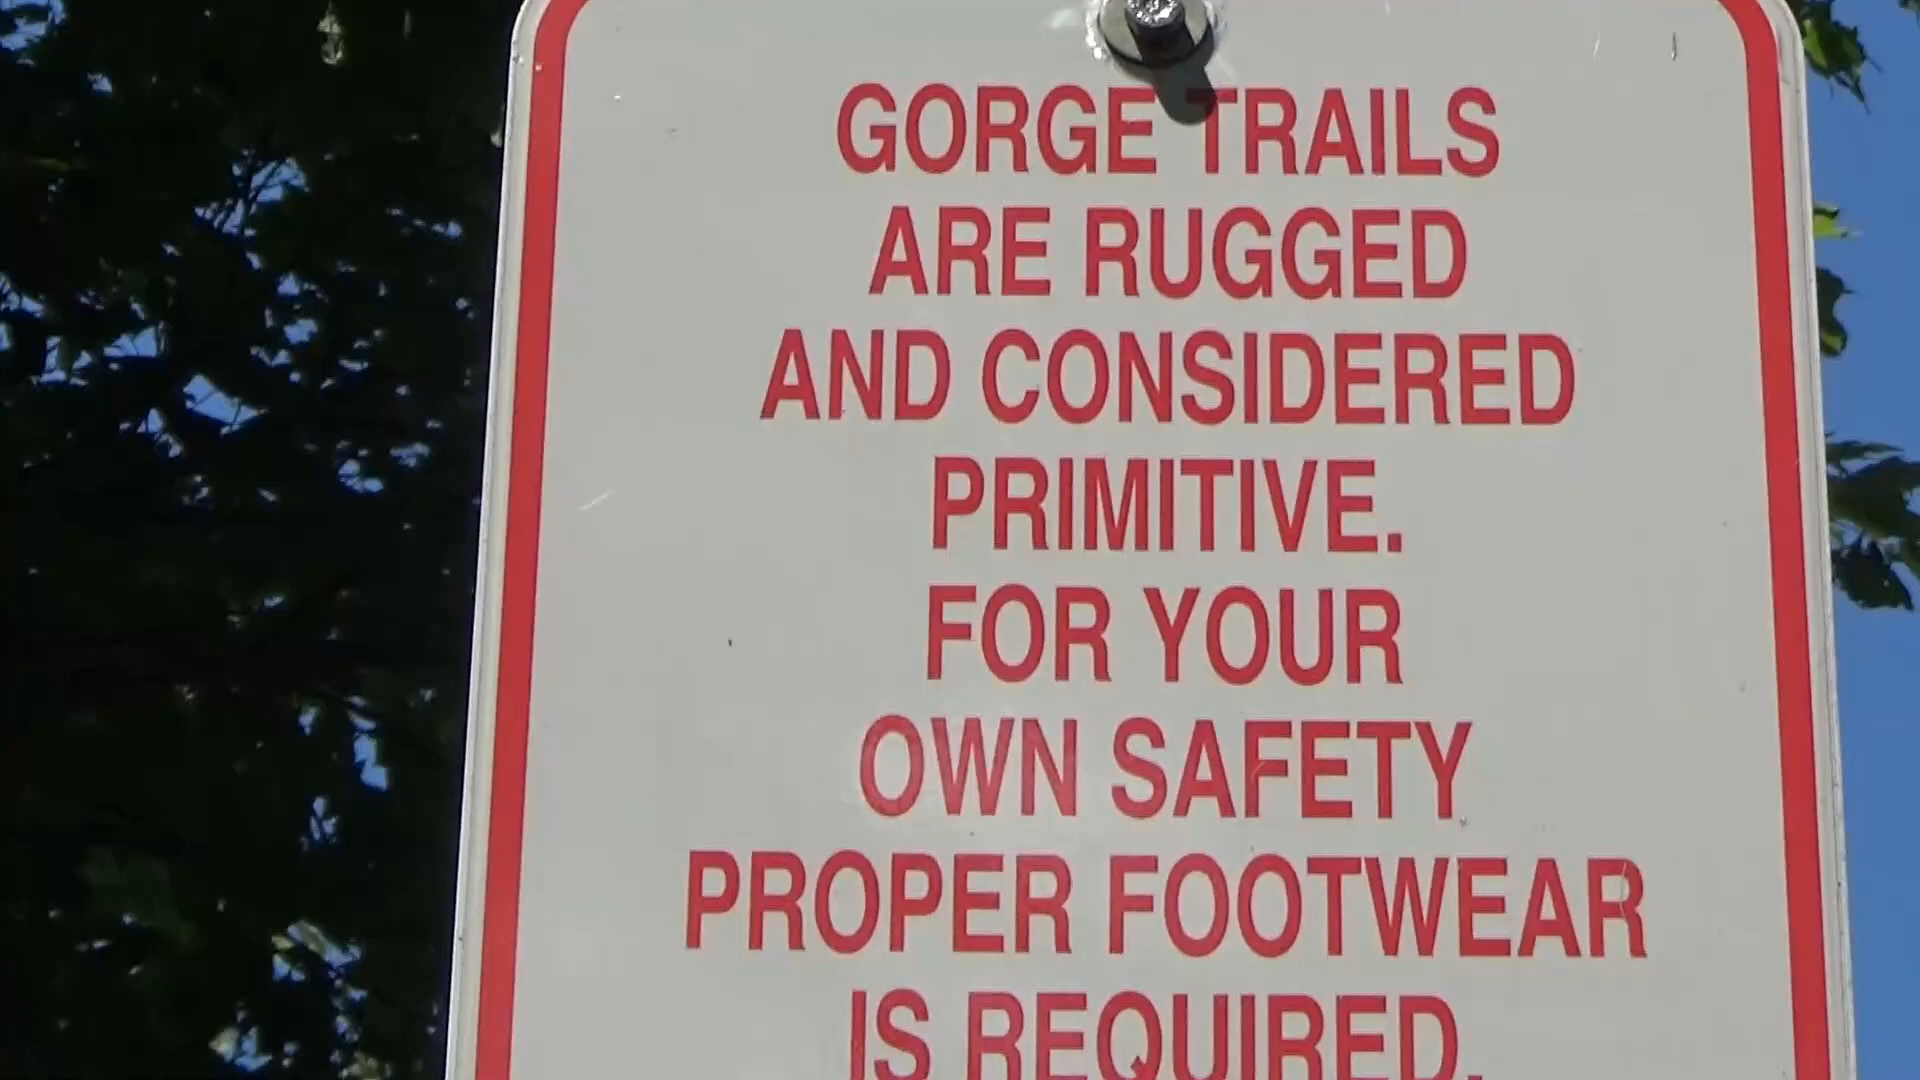 GORGE TRAILS
ARE RUGGED
AND CONSIDERED
PRIMITIVE.
FOR YOUR
OWN SAFETY
PROPER FOOTWEAR
IS REQUIRED.